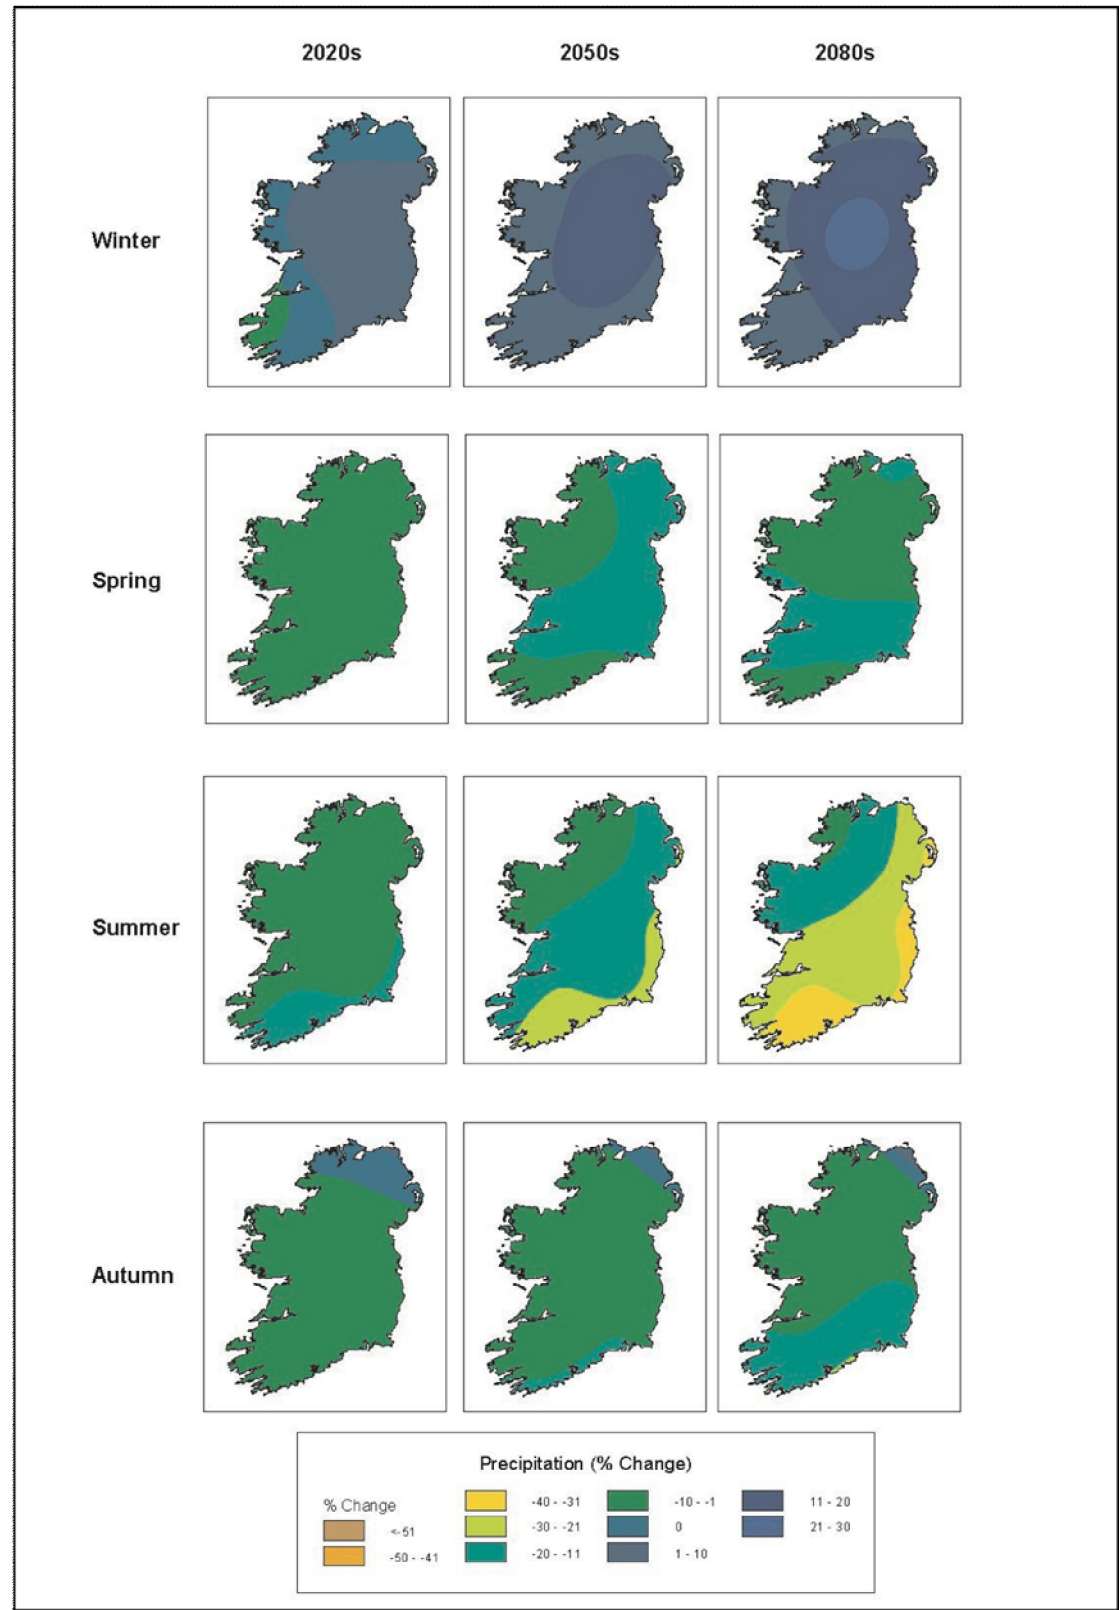 2020s 2050s 2080s
Winter
Spring
Summer
Autumn
Precipitation (% Change)
% Change
<-51
-50 - -41
-40 - -31
-30 - -21
-20 - -11
-10 - -1
0
1 - 10
11 - 20
21 - 30